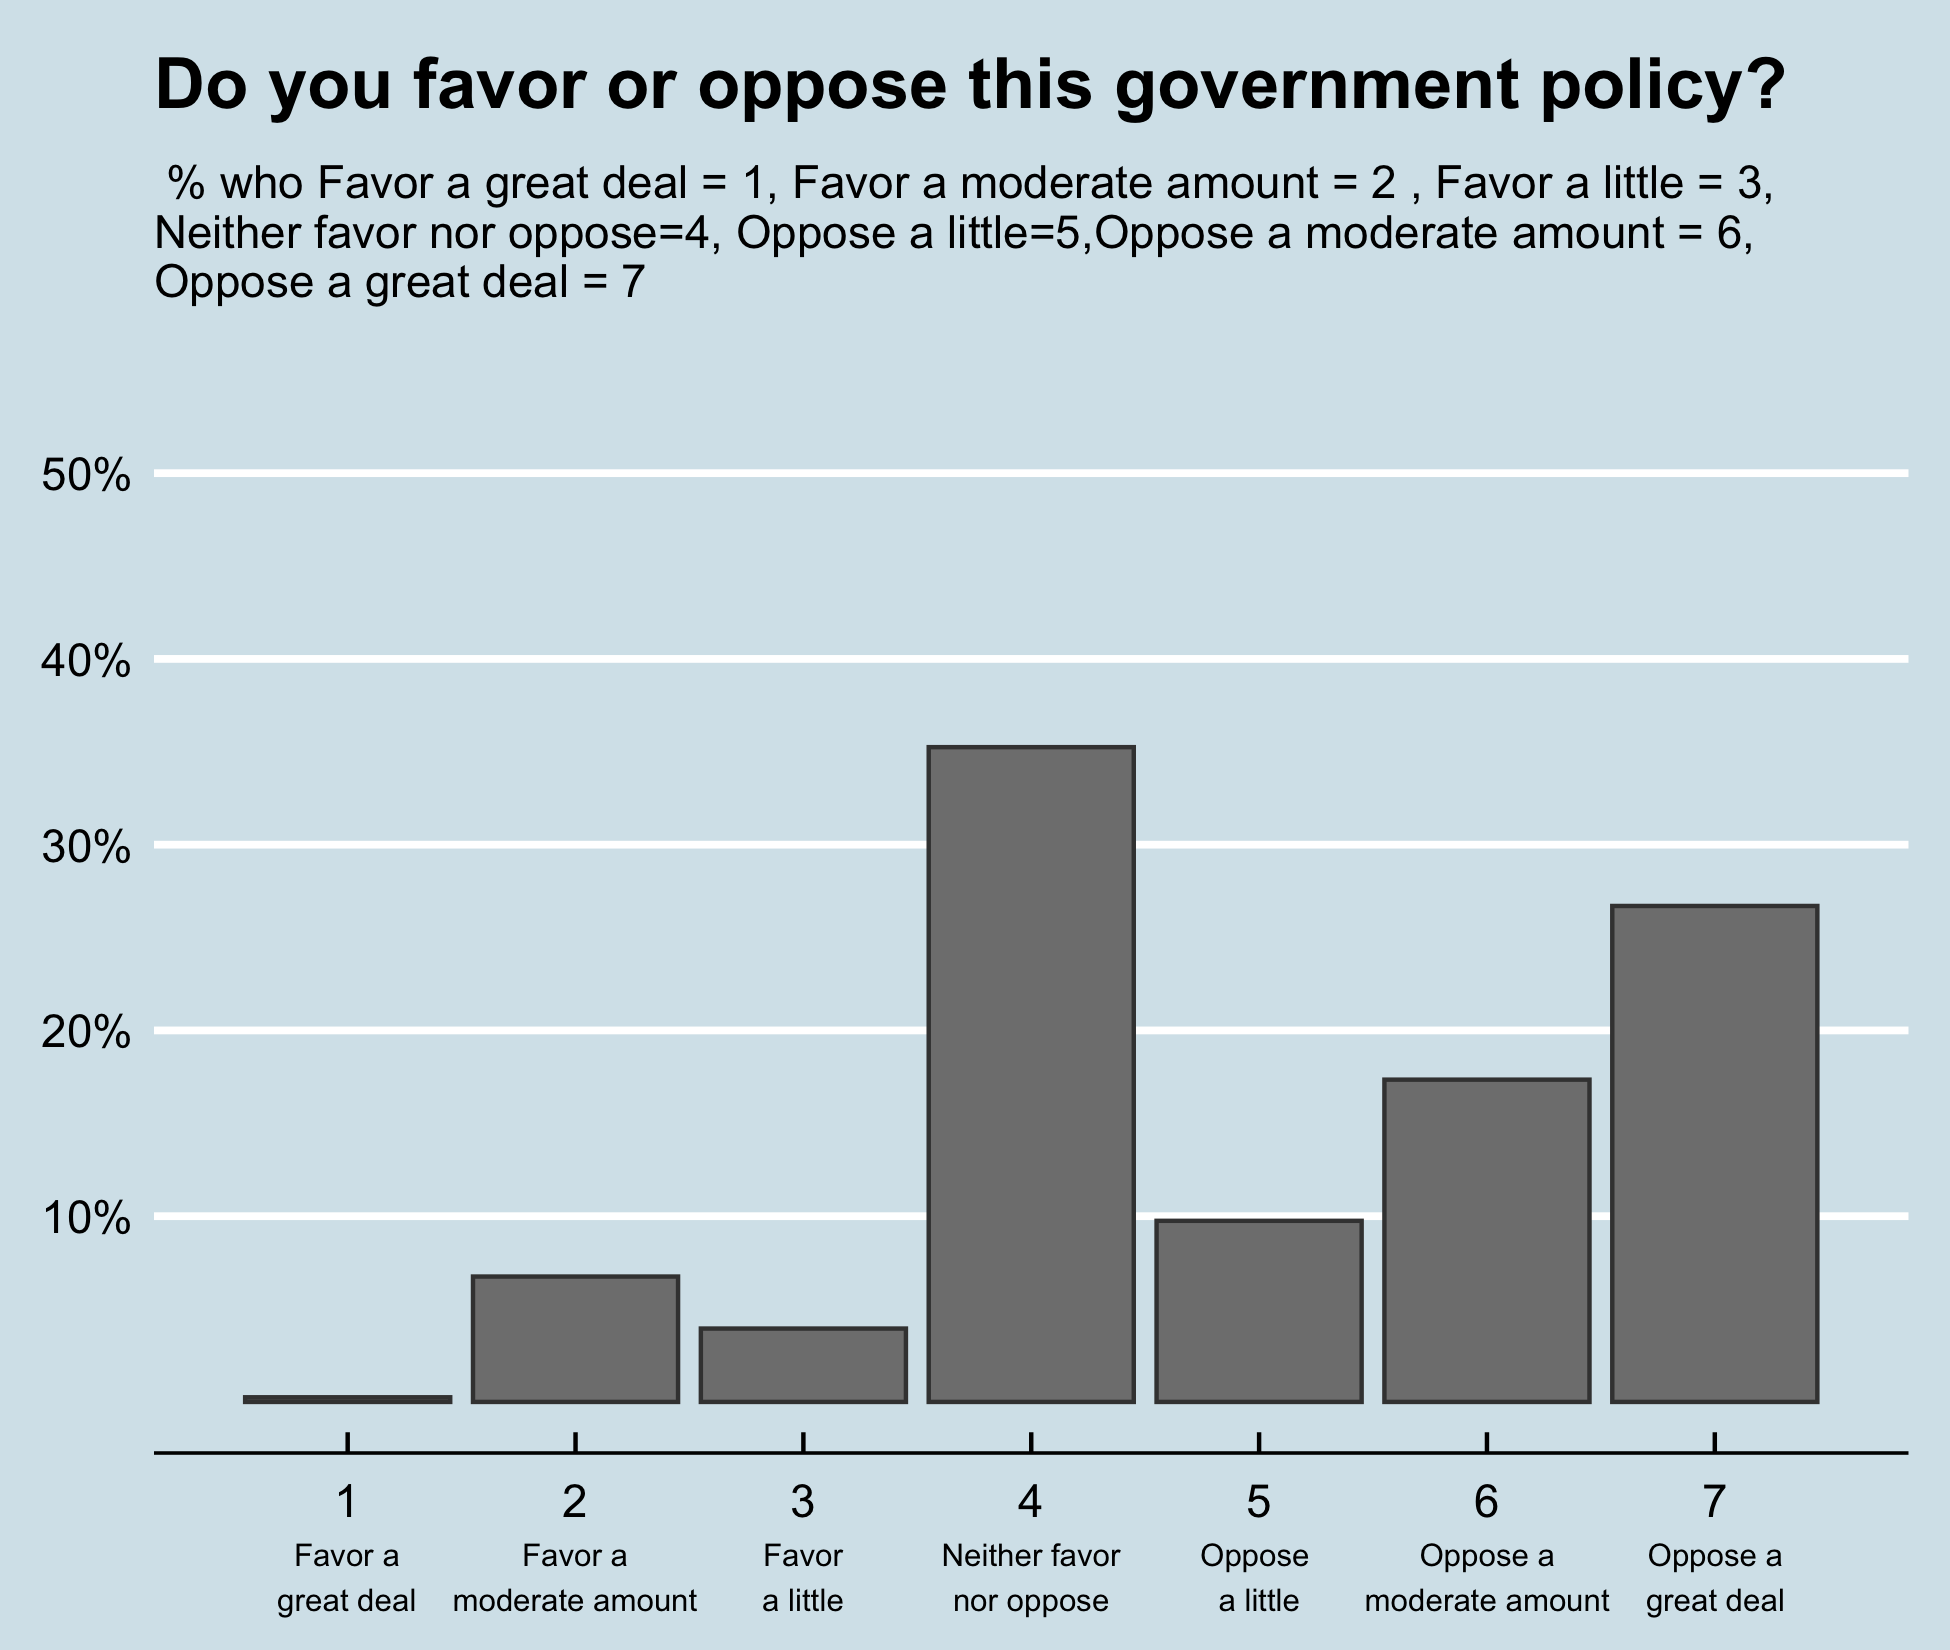 Do you favor or oppose this government policy?
% who Favor a great deal = 1, Favor a moderate amount = 2 , Favor a little = 3,
Neither favor nor oppose=4, Oppose a little=5,Oppose a moderate amount = 6,
Oppose a great deal = 7
50%
40%
30%
20%
10%
1 2 3 4 5 6 7
Favor a Favor a Favor Neither favor Oppose Oppose a Oppose a
great deal moderate amount a little nor oppose a little moderate amount great deal